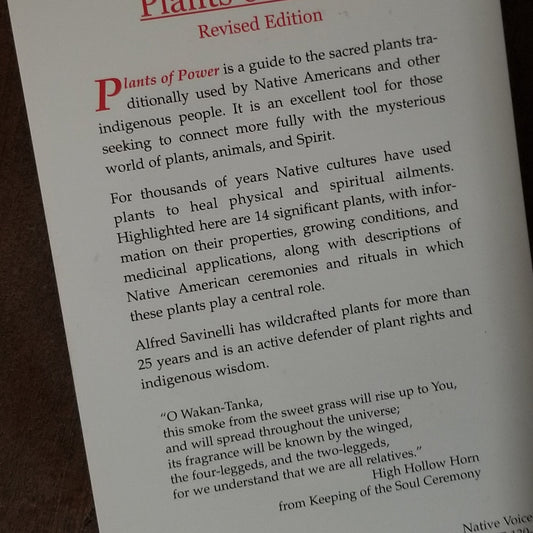 Plants
Revised Edition
Plants of Power is a guide to the sacred plants tra-
ditionally used by Native Americans and other
indigenous people. It is an excellent tool for those
seeking to connect more fully with the mysterious
world of plants, animals, and Spirit.
For thousands of years Native cultures have used
plants to heal physical and spiritual ailments.
Highlighted here are 14 significant plants, with infor-
mation on their properties, growing conditions, and
medicinal applications, along with descriptions of
Native American ceremonies and rituals in which
these plants play a central role.
Alfred Savinelli has wildcrafted plants for more than
25 years and is an active defender of plant rights and
indigenous wisdom.
"O Wakan-Tanka,
this smoke from the sweet grass will rise up to You,
and will spread throughout the universe;
its fragrance will be known by the winged,
the four-leggeds, and the two-leggeds,
for we understand that we are all relatives."
High Hollow Horn
from Keeping of the Soul Ceremony
Native Voice